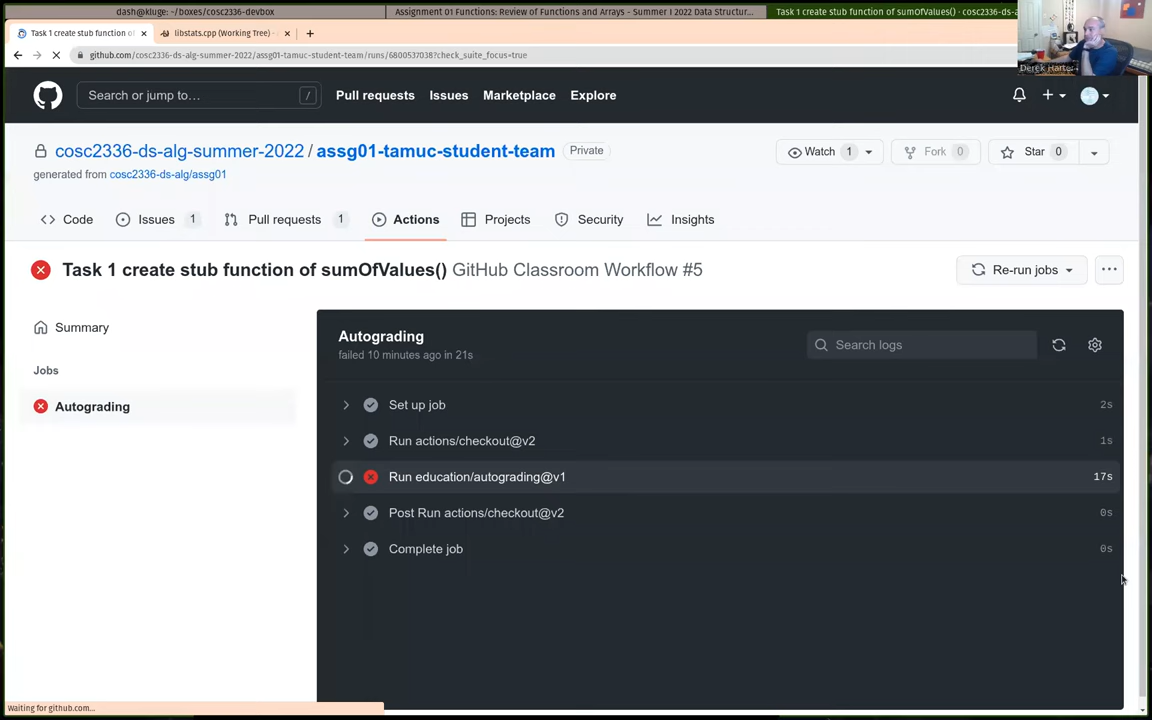 dash@kluge: ~/boxes/cosc2336-devbox
Assignment 01 Functions: Review of Functions and Arrays – Summer I 2022 Data Structur...
Task 1 create stub function of sumOfValues() · cosc2336-ds-a
Task 1 create stub function of
libstats.cpp (Working Tree) ·
github.com/cosc2336-ds-alg-summer-2022/assg01-tamuc-student-team/runs/6800537038?check_suite_focus=true
Derek Harter
Search or jump to...
/
Pull requests
Issues
Marketplace
Explore
cosc2336-ds-alg-summer-2022 / assg01-tamuc-student-team
Private
Watch 1
Fork 0
Star 0
generated from cosc2336-ds-alg/assg01
Code
Issues 1
Pull requests 1
Actions
Projects
Security
Insights
Task 1 create stub function of sumOfValues() GitHub Classroom Workflow #5
Re-run jobs
Summary
Jobs
Autograding
Autograding
failed 10 minutes ago in 21s
Search logs
Set up job 2s
Run actions/checkout@v2 1s
Run education/autograding@v1 17s
Post Run actions/checkout@v2 0s
Complete job 0s
Waiting for github.com...